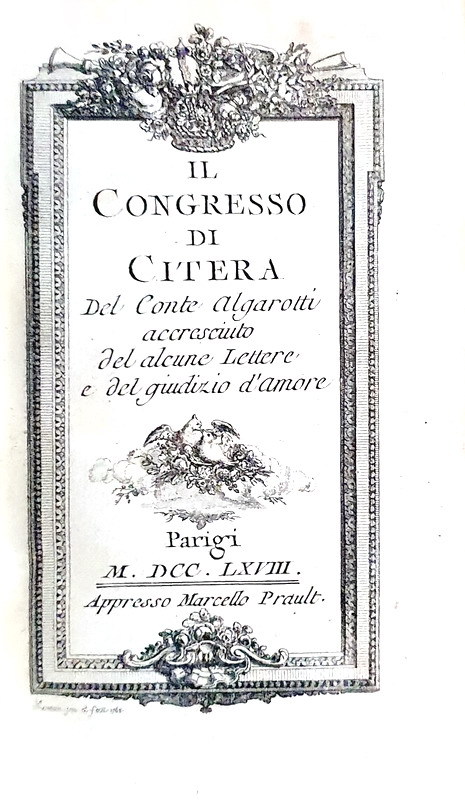 IL
CONGRESSO
DI
CITERA
Del Conte Algarotti
accresciuto
del alcune Lettere
e del giudizio d'amore
Parigi
M. DCC. LXVIII.
Appresso Marcello Prault.